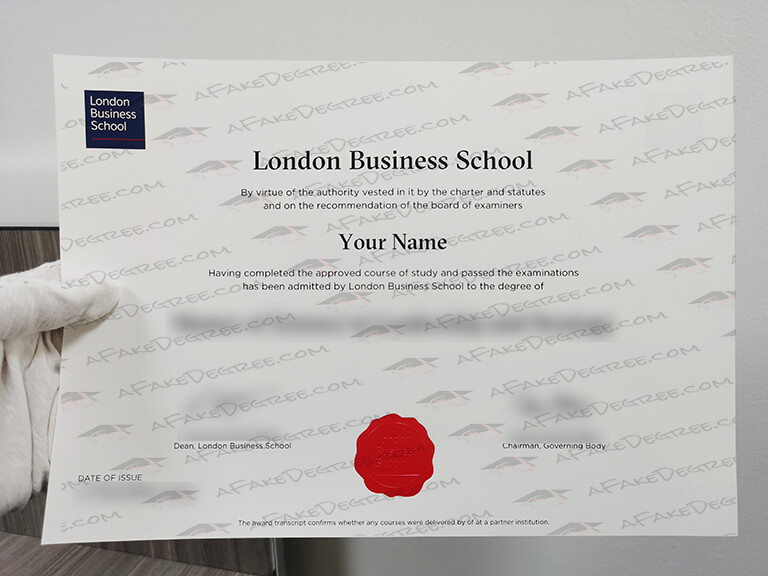 London
Business
School
London Business School
By virtue of the authority vested in it by the charter and statutes
and on the recommendation of the board of examiners
Your Name
Having completed the approved course of study and passed the examinations
has been admitted by London Business School to the degree of
Dean, London Business School
Chairman, Governing Body
DATE OF ISSUE
The award transcript confirms whether any courses were delivered by of at a partner institution.
AFAKEDEGREE.COM